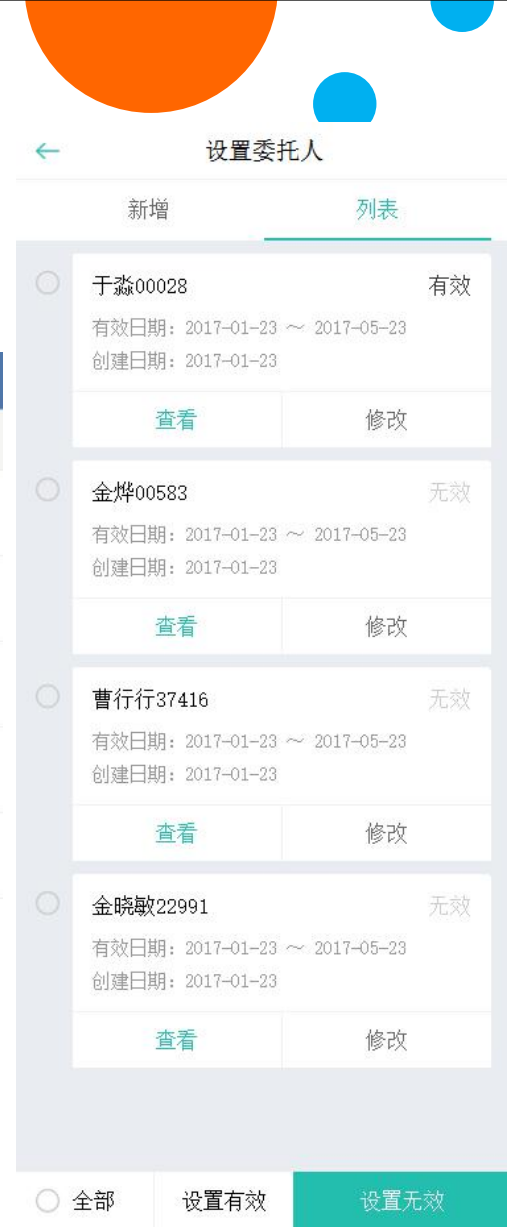 设置委托人
新增 列表
于淼00028 有效
有效日期：2017-01-23 ～ 2017-05-23
创建日期：2017-01-23
查看 修改
金烨00583 无效
有效日期：2017-01-23 ～ 2017-05-23
创建日期：2017-01-23
查看 修改
曹行行37416 无效
有效日期：2017-01-23 ～ 2017-05-23
创建日期：2017-01-23
查看 修改
金晓敏22991 无效
有效日期：2017-01-23 ～ 2017-05-23
创建日期：2017-01-23
查看 修改
全部 设置有效 设置无效